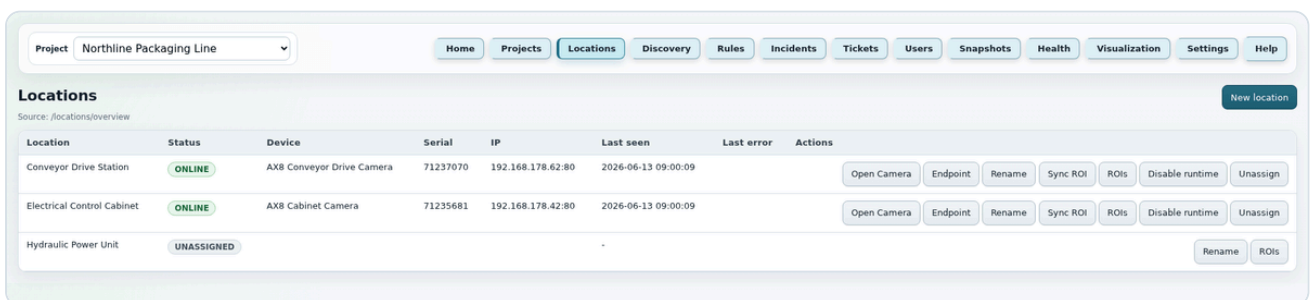 Project Northline Packaging Line Home Projects Locations Discovery Rules Incidents Tickets Users Snapshots Health Visualization Settings Help
Locations New location
Source: /locations/overview
Location Status Device Serial IP Last seen Last error Actions
Conveyor Drive Station ONLINE AX8 Conveyor Drive Camera 71237070 192.168.178.62:80 2026-06-13 09:00:09 Open Camera Endpoint Rename Sync ROI ROIs Disable runtime Unassign
Electrical Control Cabinet ONLINE AX8 Cabinet Camera 71235681 192.168.178.42:80 2026-06-13 09:00:09 Open Camera Endpoint Rename Sync ROI ROIs Disable runtime Unassign
Hydraulic Power Unit UNASSIGNED - Rename ROIs